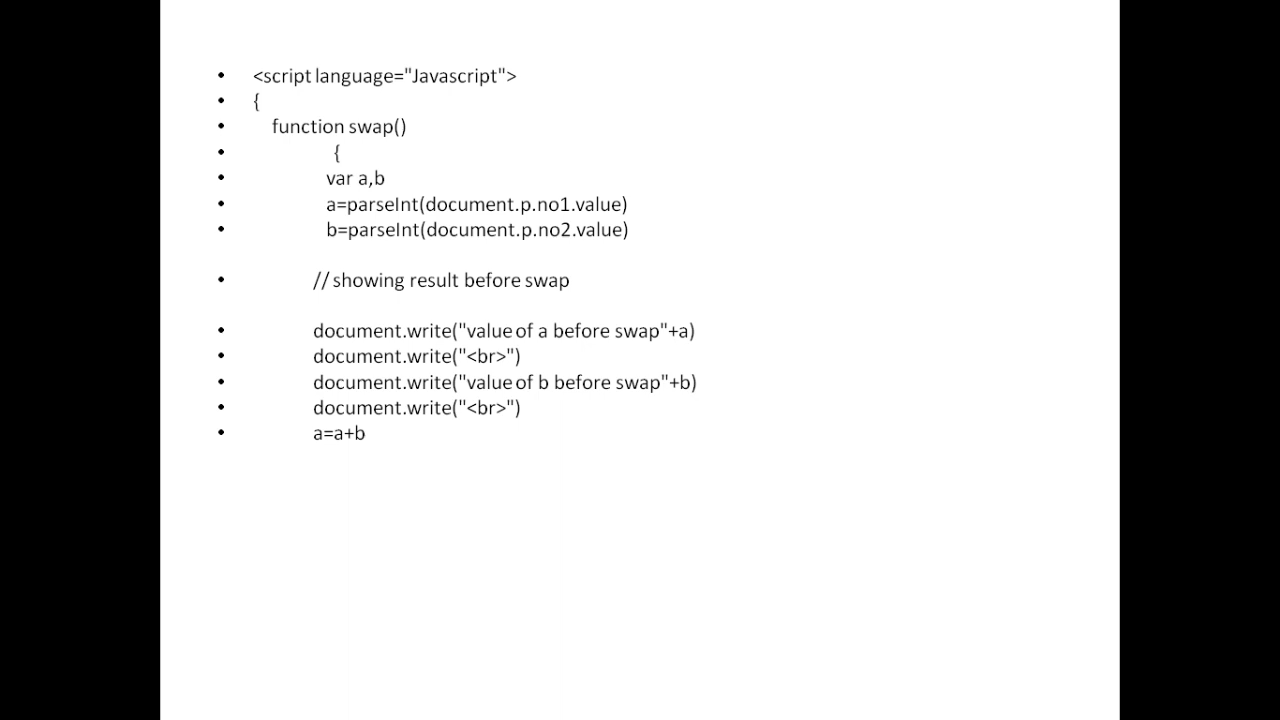 • <script language="Javascript">
• {
• function swap()
• {
• var a,b
• a=parseInt(document.p.no1.value)
• b=parseInt(document.p.no2.value)
• // showing result before swap
• document.write("value of a before swap"+a)
• document.write("<br>")
• document.write("value of b before swap"+b)
• document.write("<br>")
• a=a+b